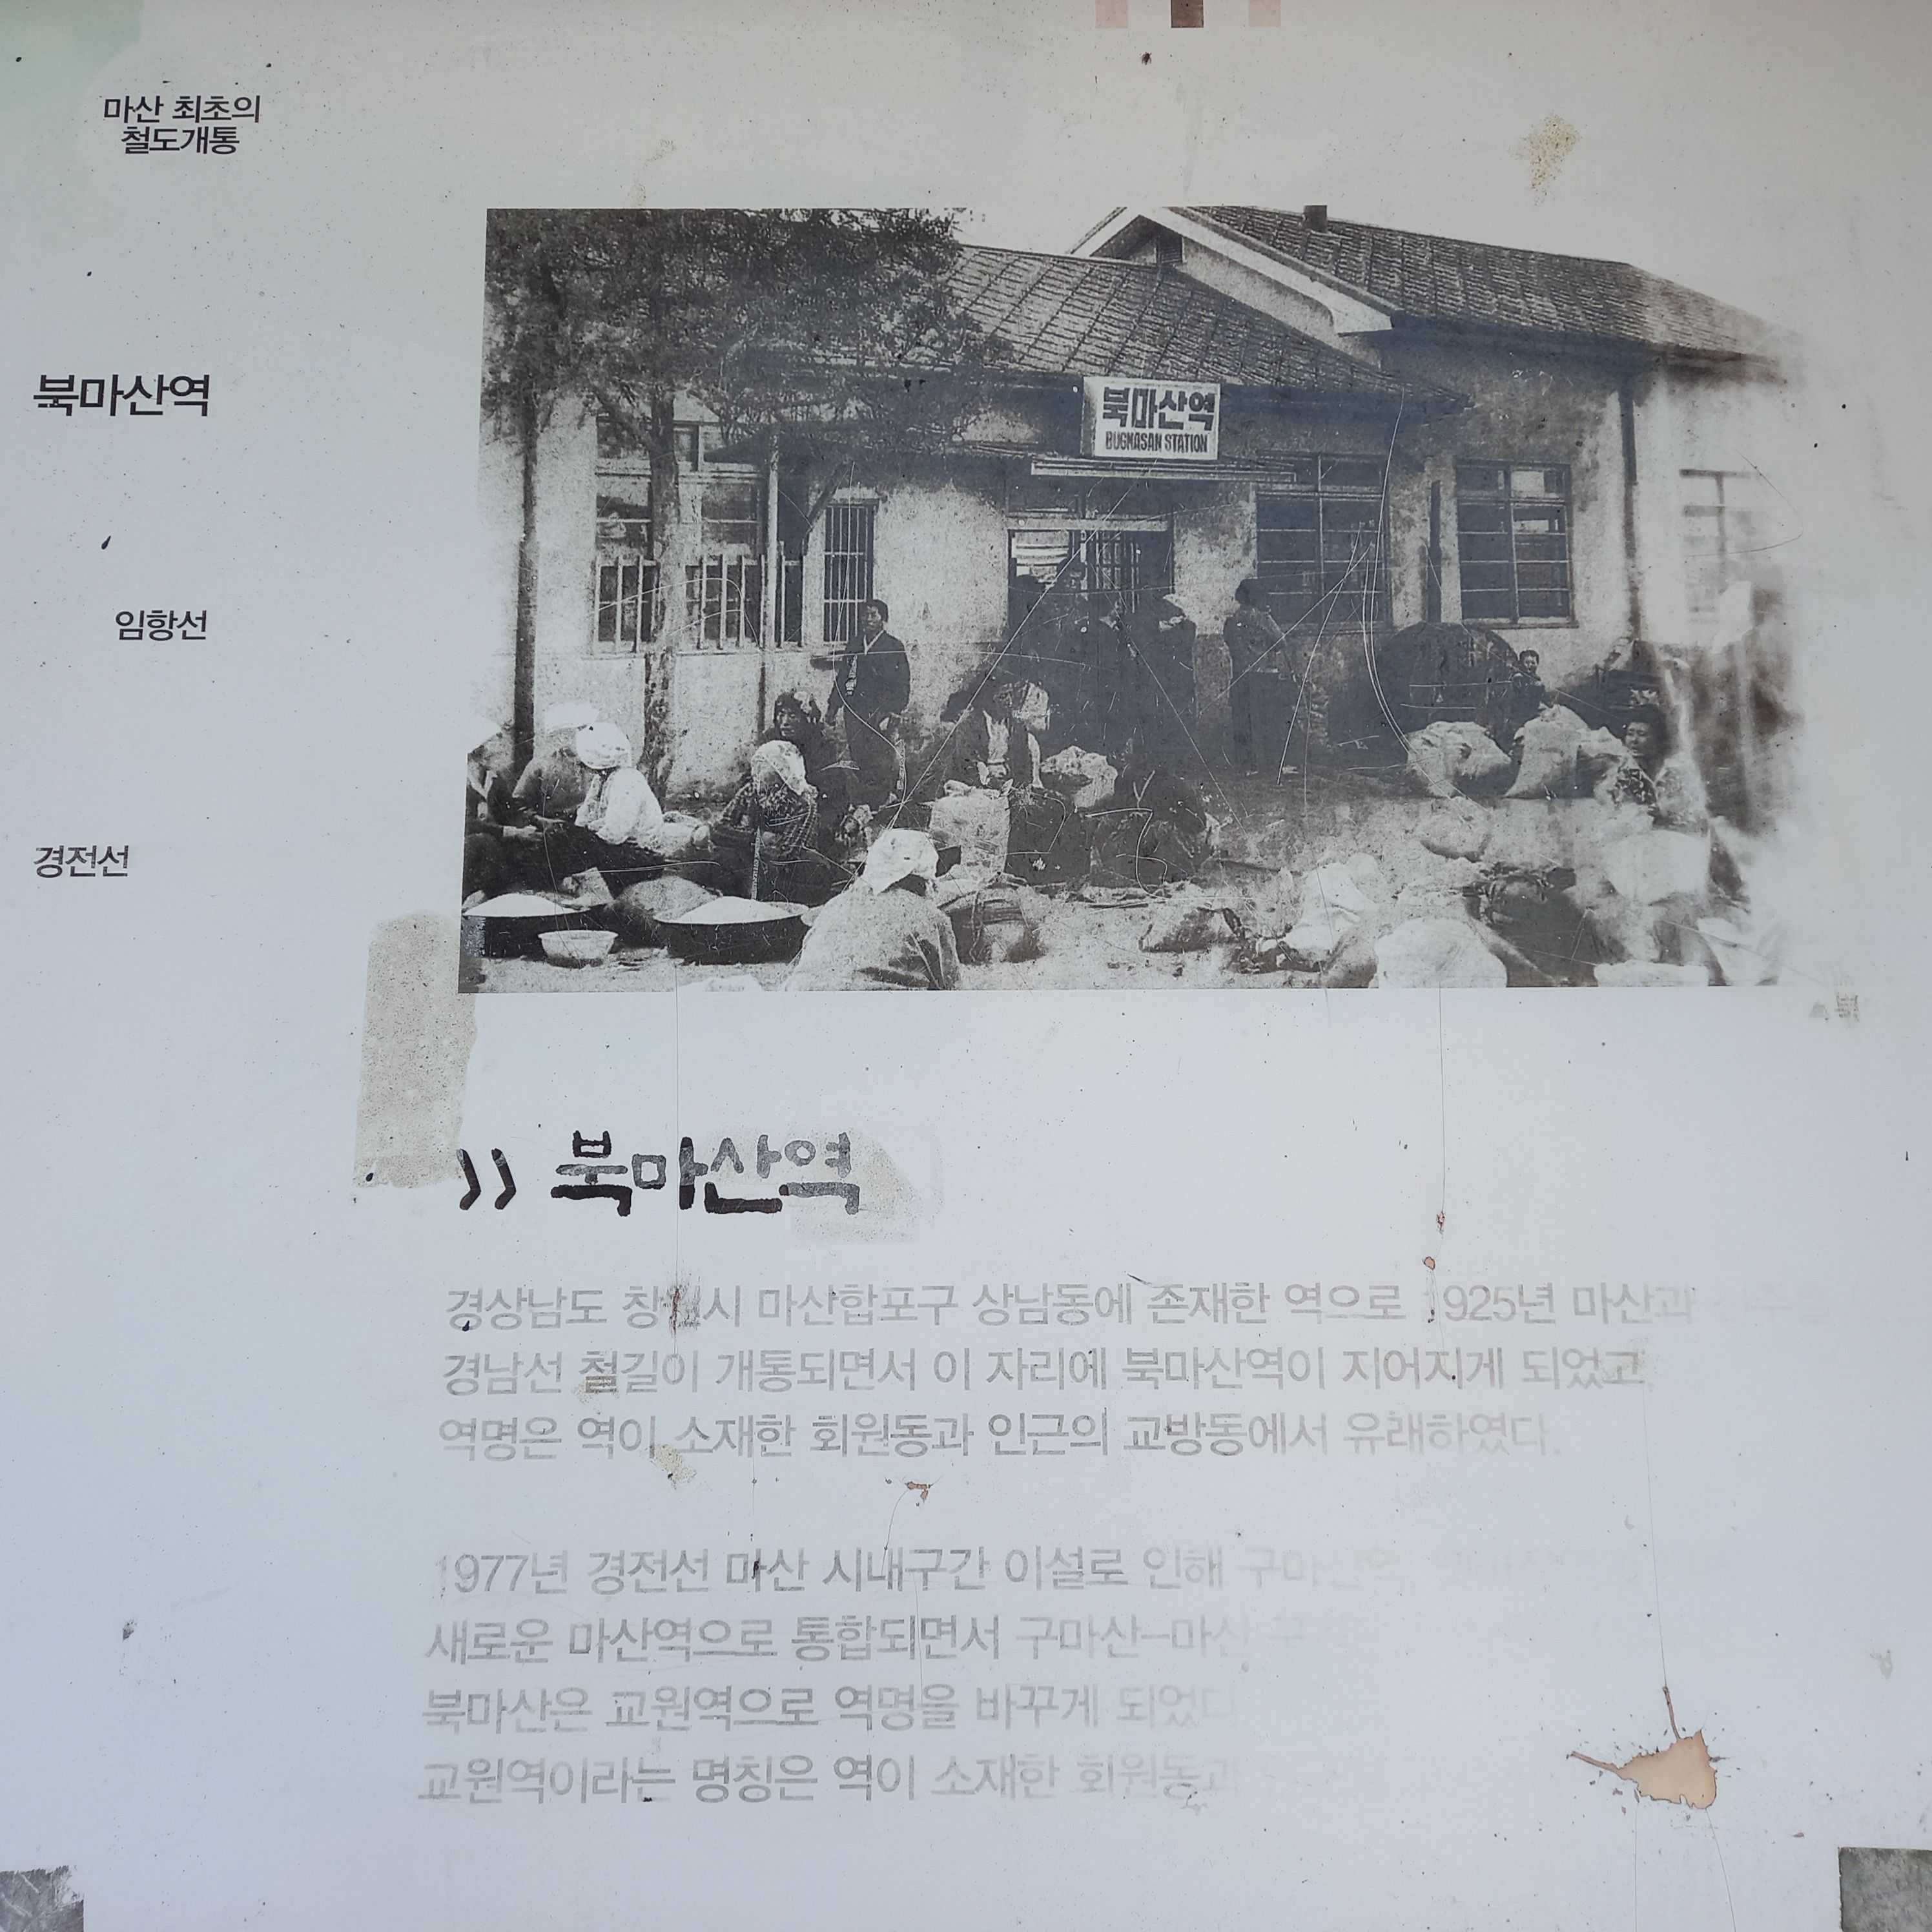 마산 최초의
철도개통
북마산역
임항선
경전선
북마산역
BUGMASAN STATION
>> 북마산역
경상남도 시 마산합포구 상남동에 존재한 역으로 1925년 마산과
경남선 철길이 개통되면서 이 자리에 북마산역이 지어지게 되었고
역명은 역이 소재한 회원동과 인근의 교방동에서 유래하였다.
1977년 경전선 마산 시내구간 이설로 인해
새로운 마산역으로 통합되면서 구마산-마산 구
북마산은 교원역으로 역명을 바꾸게 되었다
교원역이라는 명칭은 역이 소재한 회원동과